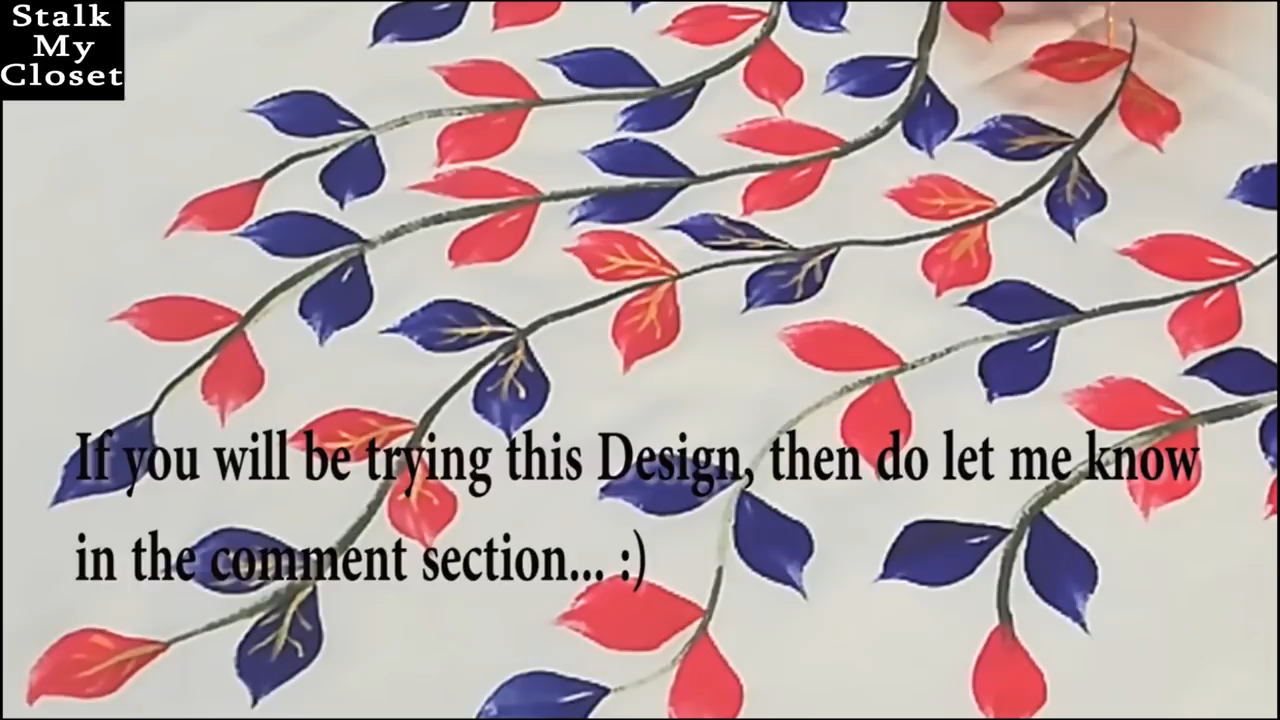 Stalk
My
Closet
If you will be trying this Design, then do let me know
in the comment section... :)